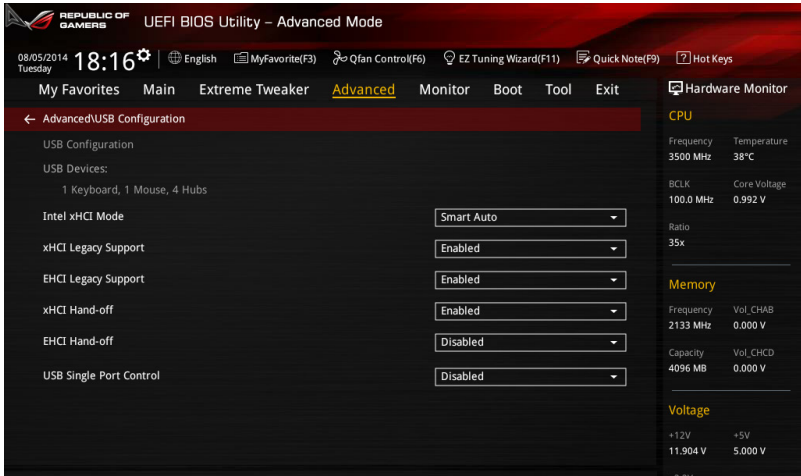 REPUBLIC OF
GAMERS
UEFI BIOS Utility – Advanced Mode
08/05/2014
Tuesday
18:16
English
MyFavorite(F3)
Qfan Control(F6)
EZ Tuning Wizard(F11)
Quick Note(F9)
? Hot Keys
My Favorites Main Extreme Tweaker Advanced Monitor Boot Tool Exit
← Advanced\USB Configuration
USB Configuration
USB Devices:
1 Keyboard, 1 Mouse, 4 Hubs
Intel xHCI Mode Smart Auto
xHCI Legacy Support Enabled
EHCI Legacy Support Enabled
xHCI Hand-off Enabled
EHCI Hand-off Disabled
USB Single Port Control Disabled
Hardware Monitor
CPU
Frequency Temperature
3500 MHz 38°C
BCLK Core Voltage
100.0 MHz 0.992 V
Ratio
35x
Memory
Frequency Vol_CHAB
2133 MHz 0.000 V
Capacity Vol_CHCD
4096 MB 0.000 V
Voltage
+12V +5V
11.904 V 5.000 V